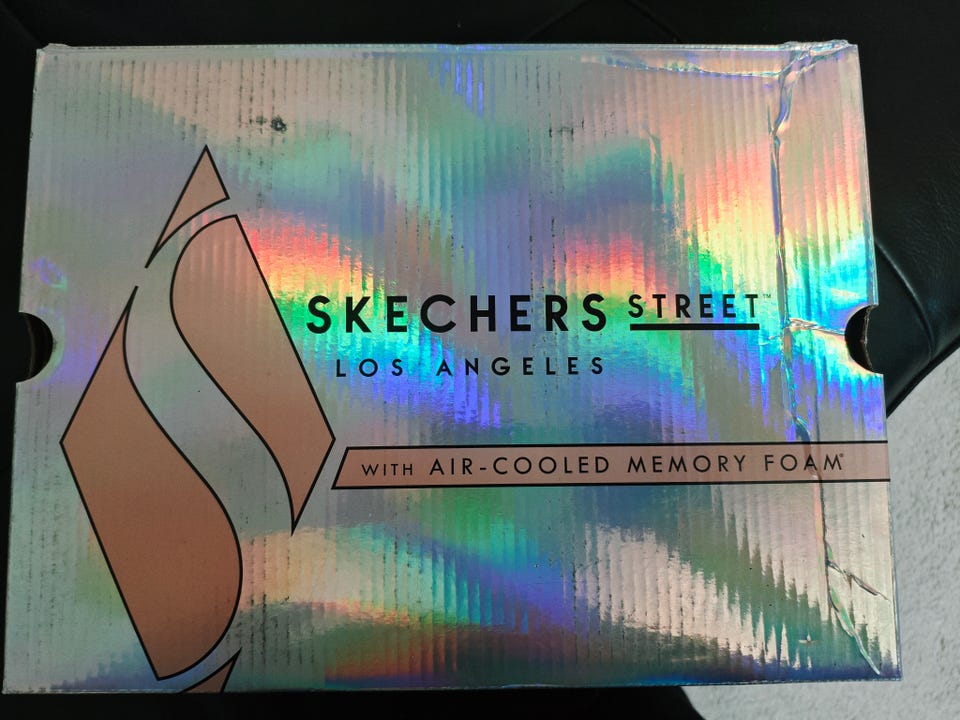 SKECHERS STREET™
LOS ANGELES
WITH AIR-COOLED MEMORY FOAM®